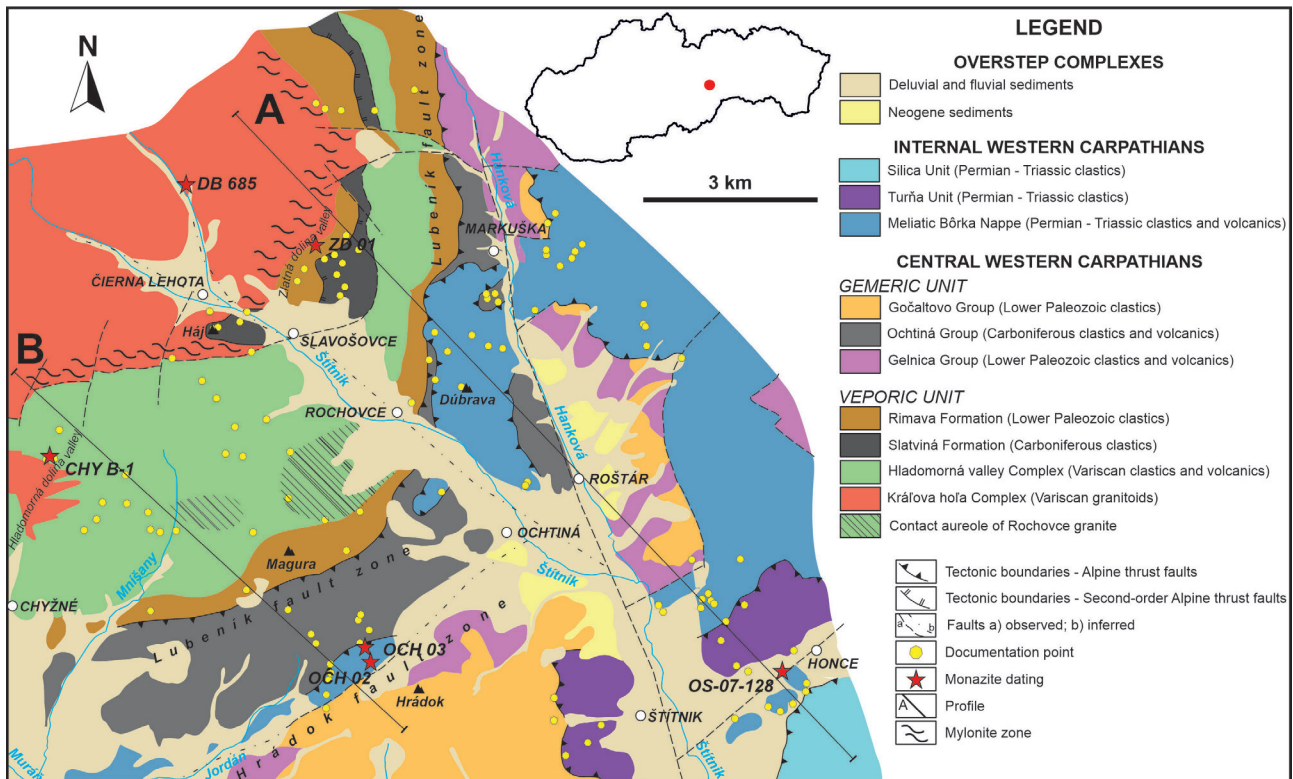 N
A
B
DB 685
ZD 01
Zlatná dolina valley
ČIERNA LEHOTA
Háj
SLAVOŠOVCE
Štítnik
ROCHOVCE
Lubeník fault zone
Hanková
MARKUŠKA
3 km
Dúbrava
Hanková
ROŠTÁR
CHY B-1
Hladomorná dolina valley
OCHTINÁ
Magura
Mníšany
CHYŽNÉ
Štítnik
Lubeník fault zone
OCH 03
OČH 02
Hrádok
Hrádok fault zone
Jordán
OS-07-128
HONCE
ŠTÍTNIK
Štítnik
LEGEND
OVERSTEP COMPLEXES
Deluvial and fluvial sediments
Neogene sediments
INTERNAL WESTERN CARPATHIANS
Silica Unit (Permian - Triassic clastics)
Turňa Unit (Permian - Triassic clastics)
Meliatic Bôrka Nappe (Permian - Triassic clastics and volcanics)
CENTRAL WESTERN CARPATHIANS
GEMERIC UNIT
Gočaltovo Group (Lower Paleozoic clastics)
Ochtiná Group (Carboniferous clastics and volcanics)
Gelnica Group (Lower Paleozoic clastics and volcanics)
VEPORIC UNIT
Rimava Formation (Lower Paleozoic clastics)
Slatviná Formation (Carboniferous clastics)
Hladomorná valley Complex (Variscan clastics and volcanics)
Kráľova hoľa Complex (Variscan granitoids)
Contact aureole of Rochovce granite
Tectonic boundaries - Alpine thrust faults
Tectonic boundaries - Second-order Alpine thrust faults
a b Faults a) observed; b) inferred
Documentation point
Monazite dating
A Profile
Mylonite zone